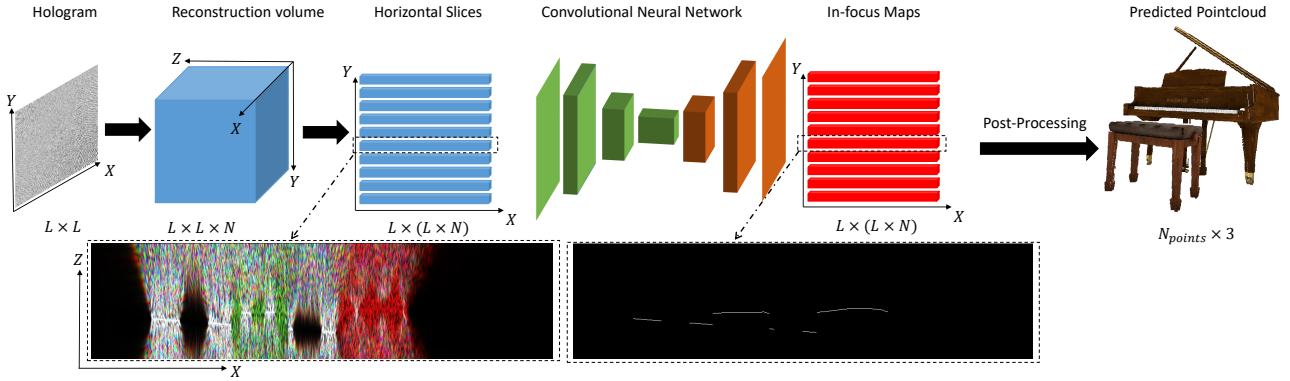 Hologram
Reconstruction volume
Horizontal Slices
Convolutional Neural Network
In-focus Maps
Predicted Pointcloud
Y
X
Z
X
Y
Y
X
Y
X
Post-Processing
L × L
L × L × N
L × (L × N)
L × (L × N)
N_points × 3
Z
X